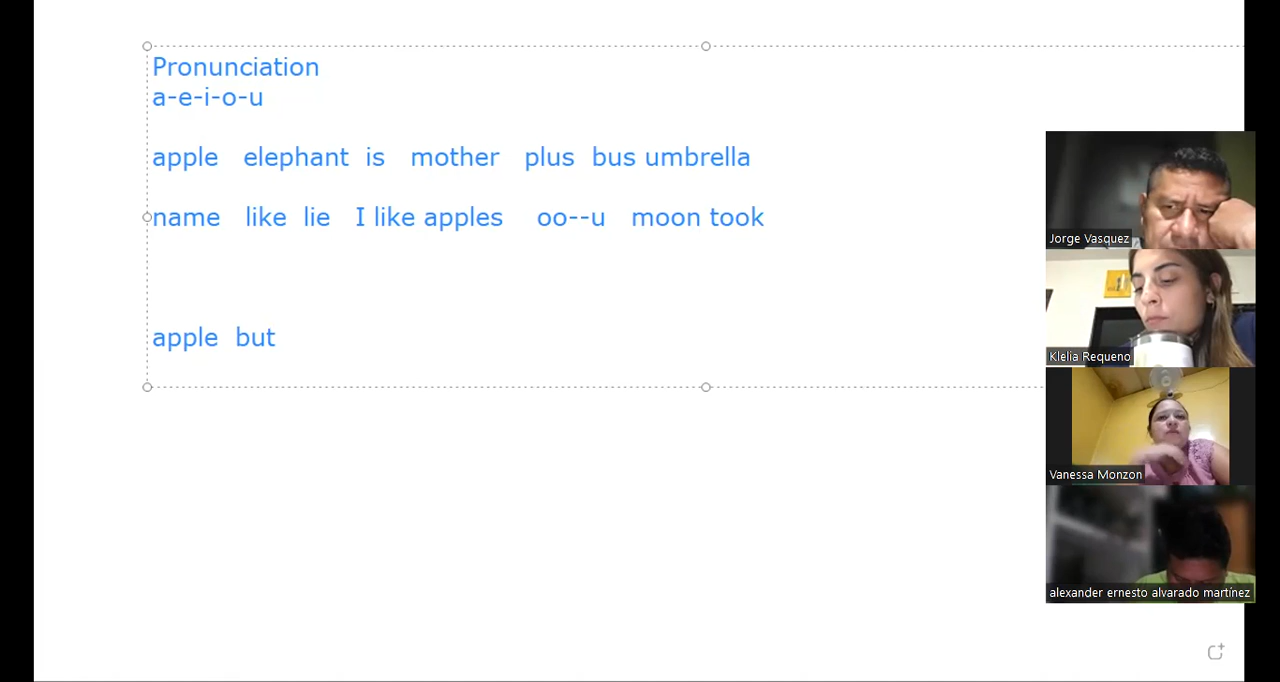 Pronunciation
a-e-i-o-u
apple elephant is mother plus bus umbrella
name like lie I like apples oo--u moon took
apple but
Jorge Vasquez
Klelia Requeno
Vanessa Monzon
alexander ernesto alvarado martínez